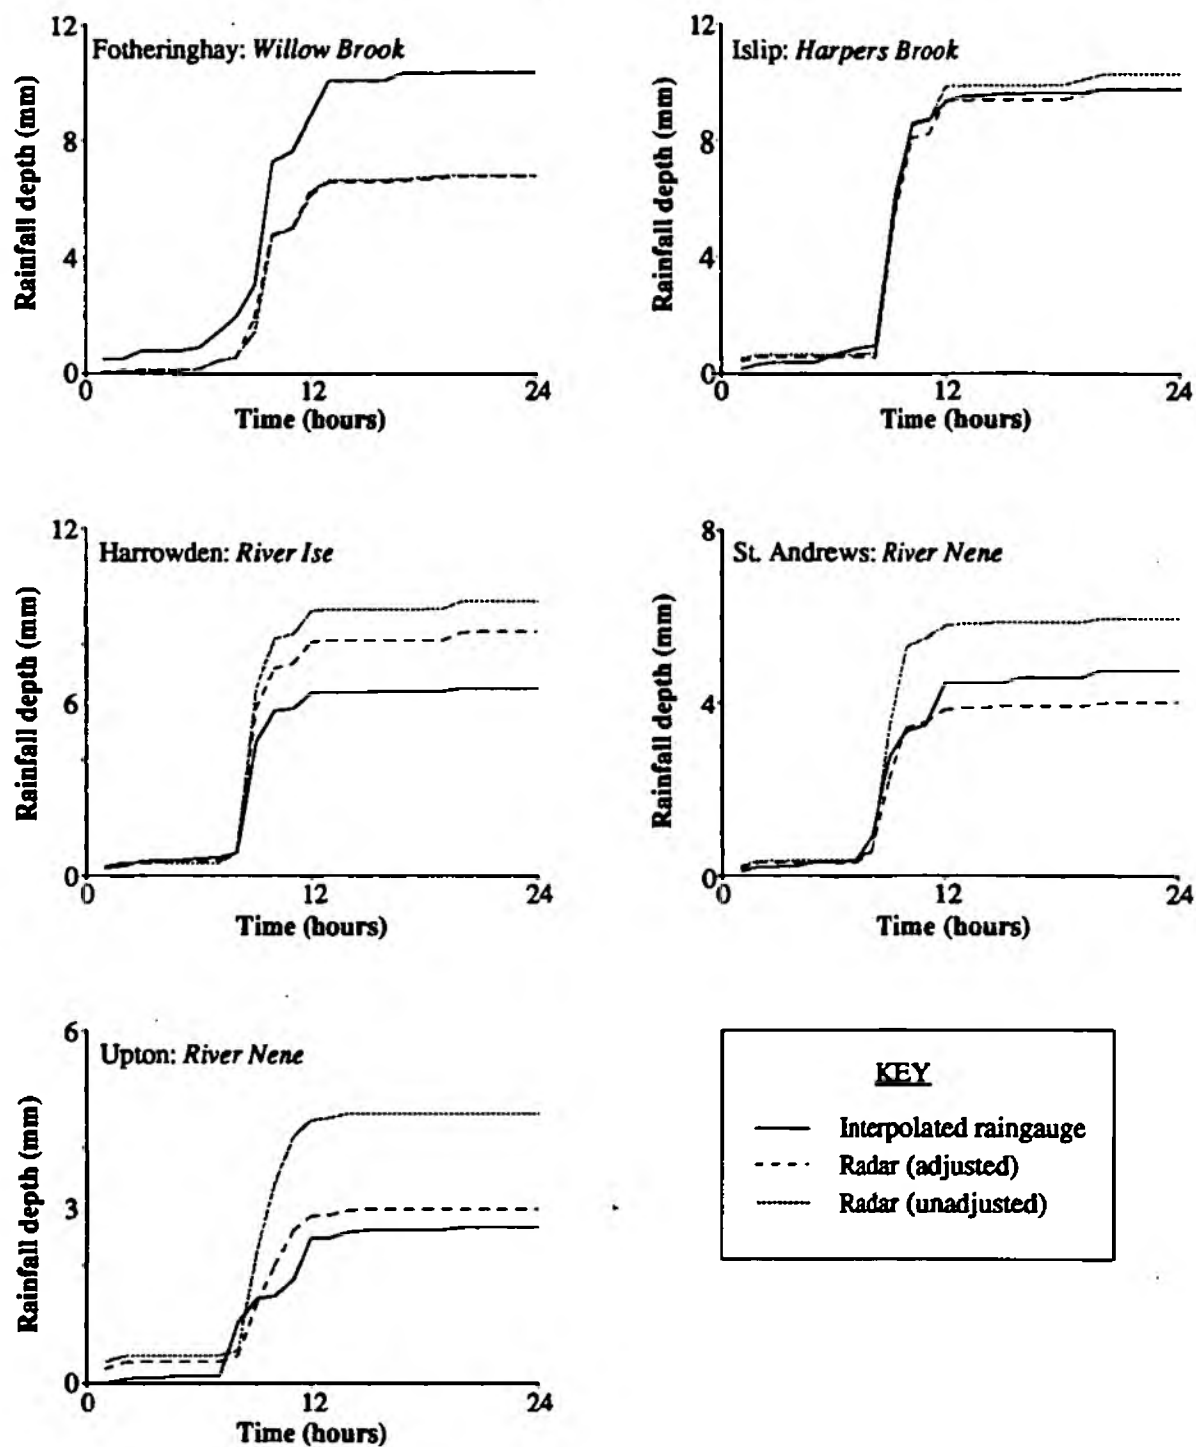 Fotheringhay: Willow Brook
12
8
4
0
Rainfall depth (mm)
0
12
24
Time (hours)
Islip: Harpers Brook
12
8
4
0
Rainfall depth (mm)
0
12
24
Time (hours)
Harrowden: River Ise
12
6
0
Rainfall depth (mm)
0
12
24
Time (hours)
St. Andrews: River Nene
8
4
0
Rainfall depth (mm)
0
12
24
Time (hours)
Upton: River Nene
6
3
0
Rainfall depth (mm)
0
12
24
Time (hours)
KEY
Interpolated raingauge
Radar (adjusted)
Radar (unadjusted)